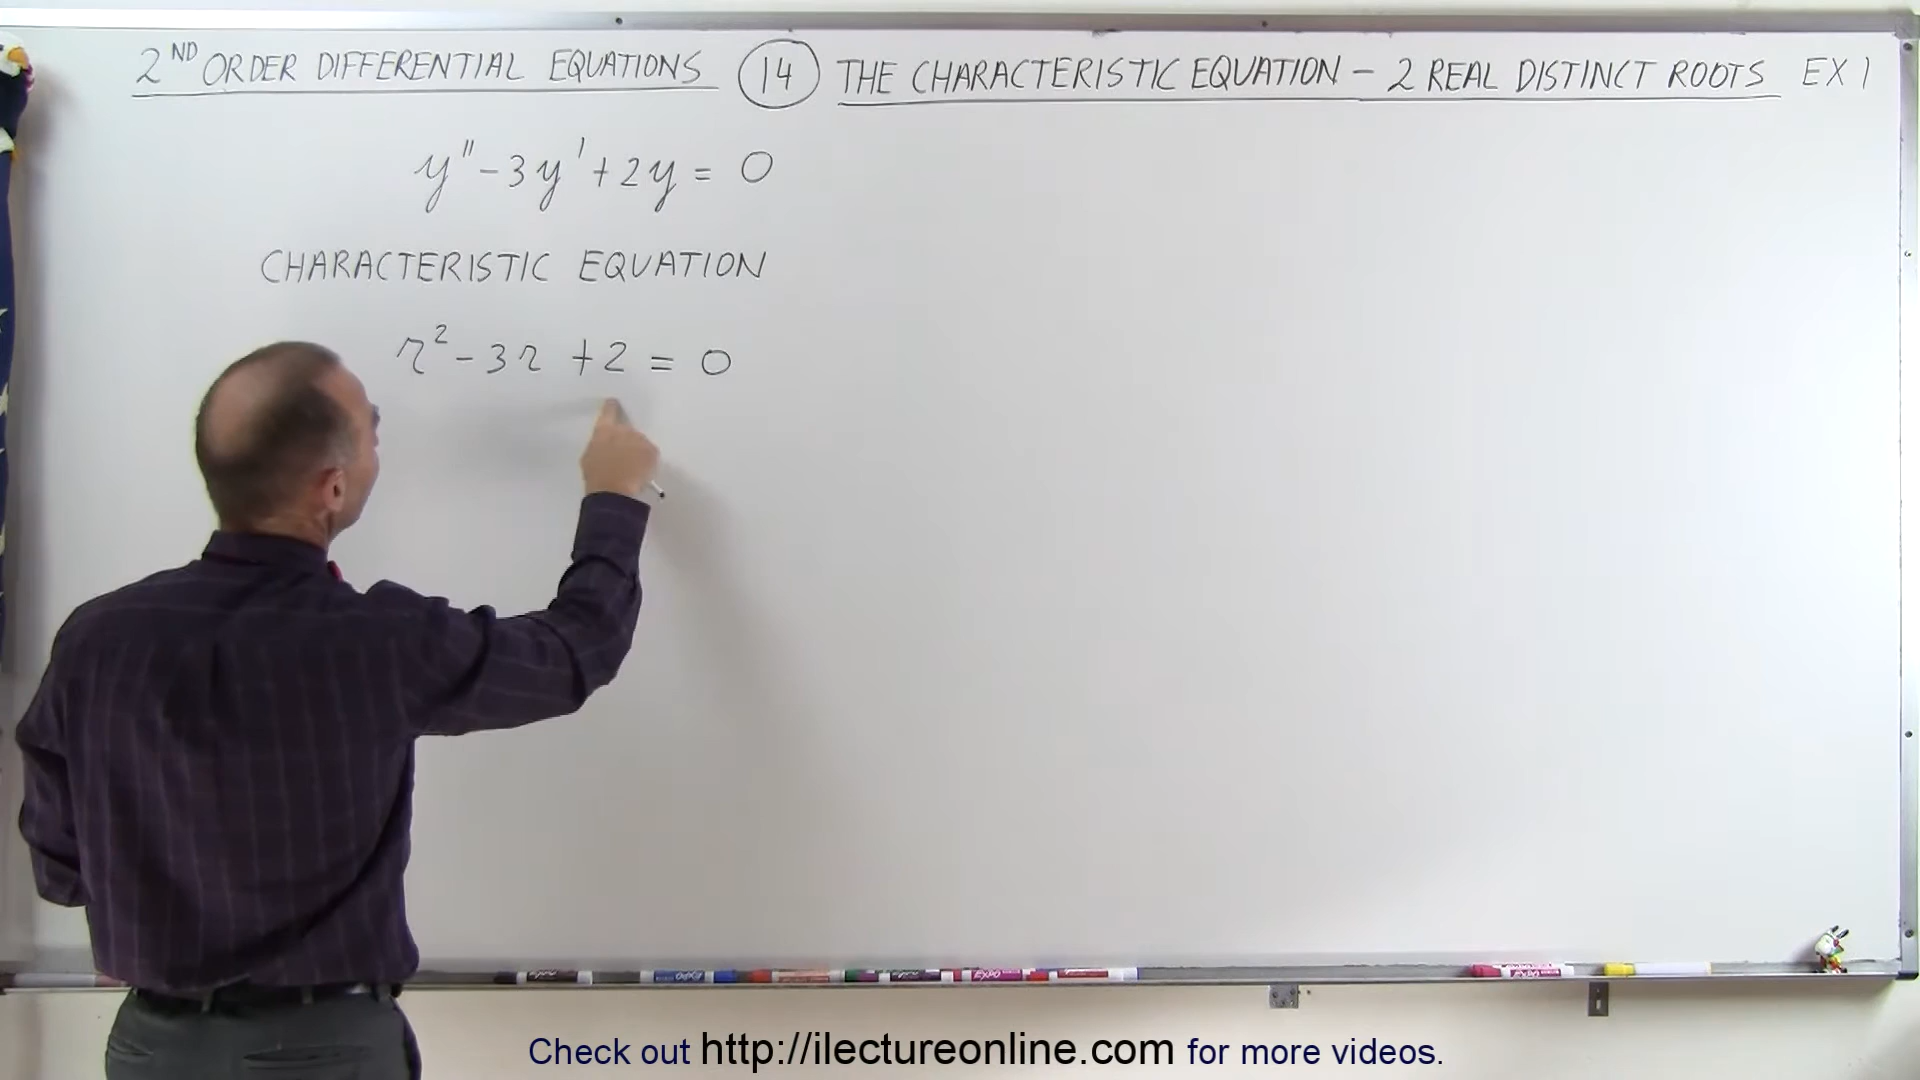 2ND ORDER DIFFERENTIAL EQUATIONS (14) THE CHARACTERISTIC EQUATION – 2 REAL DISTINCT ROOTS EX 1
y'' - 3y' + 2y = 0
CHARACTERISTIC EQUATION
r² - 3r + 2 = 0
EXPO
Check out http://ilectureonline.com for more videos.